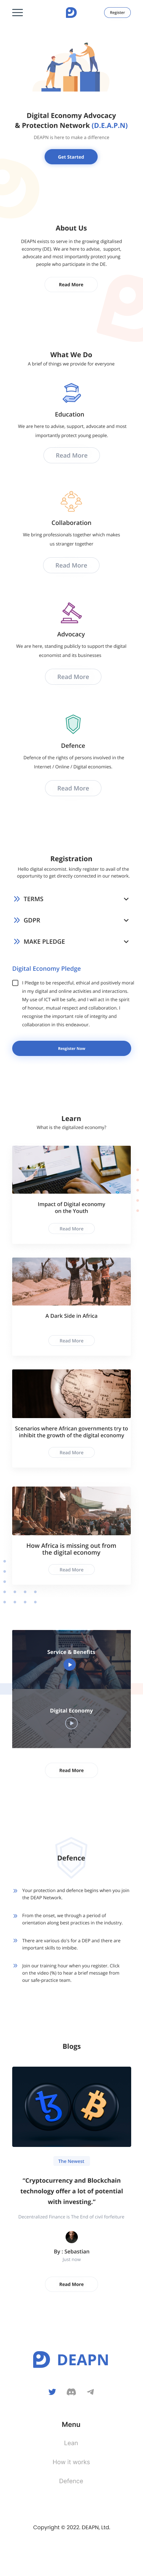 Register
Digital Economy Advocacy
& Protection Network (D.E.A.P.N)
DEAPN is here to make a difference
Get Started
About Us
DEAPN exists to serve in the growing digitalised
economy (DE). We are here to advise, support,
advocate and most importantly protect young
people who participate in the DE.
Read More
What We Do
A brief of things we provide for everyone
Education
We are here to advise, support, advocate and most
importantly protect young people.
Read More
Collaboration
We bring professionals together which makes
us stranger together
Read More
Advocacy
We are here, standing publicly to support the digital
economist and its businesses
Read More
Defence
Defence of the rights of persons involved in the
Internet / Online / Digital economies.
Read More
Registration
Hello digital economist. kindly register to avail of the
opportunity to get directly involved in our network.
TERMS
GDPR
MAKE PLEDGE
Digital Economy Pledge
I Pledge to be respectful, ethical and positively moral
in my digital and online activities and interactions.
My use of ICT will be safe, and I will act in the spirit
of honour, mutual respect and collaboration. I
recognise the important role of integrity and
collaboration in this endeavour.
Resgister Now
Learn
What is the digitalized economy?
Impact of Digital economy
on the Youth
Read More
A Dark Side in Africa
Read More
Scenarios where African governments try to
inhibit the growth of the digital economy
Read More
How Africa is missing out from
the digital economy
Read More
Service & Benefits
Digital Economy
Read More
Defence
Your protection and defence begins when you join
the DEAP Network.
From the onset, we through a period of
orientation along best practices in the industry.
There are various do's for a DEP and there are
important skills to imbibe.
Join our training hour when you register. Click
on the video (%) to hear a brief message from
our safe-practice team.
Blogs
The Newest
“Cryptocurrency and Blockchain
technology offer a lot of potential
with investing.”
Decentralised Finance is The End of civil forfeiture
By : Sebastian
Just now
Read More
DEAPN
Menu
Lean
How it works
Defence
Copyright © 2022. DEAPN, Ltd.